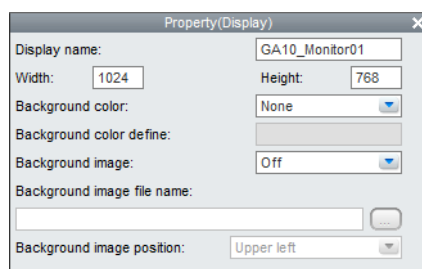 Property(Display)
Display name: GA10_Monitor01
Width: 1024 Height: 768
Background color: None
Background color define:
Background image: Off
Background image file name:
...
Background image position: Upper left